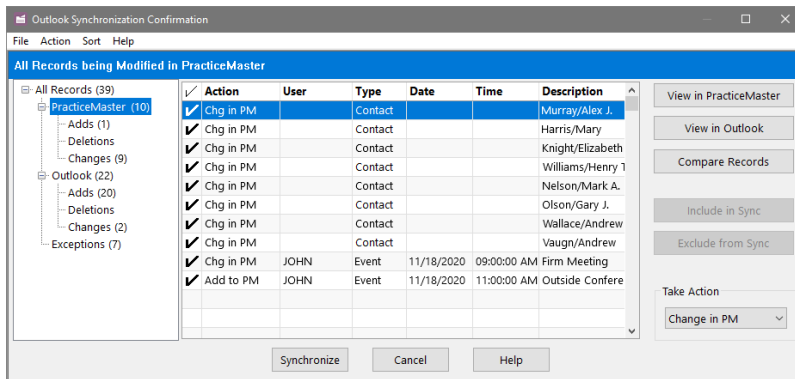 Outlook Synchronization Confirmation
File Action Sort Help
All Records being Modified in PracticeMaster
All Records (39)
PracticeMaster (10)
Adds (1)
Deletions
Changes (9)
Outlook (22)
Adds (20)
Deletions
Changes (2)
Exceptions (7)
Action User Type Date Time Description
Chg in PM Contact Murray/Alex J.
Chg in PM Contact Harris/Mary
Chg in PM Contact Knight/Elizabeth
Chg in PM Contact Williams/Henry T
Chg in PM Contact Nelson/Mark A.
Chg in PM Contact Olson/Gary J.
Chg in PM Contact Wallace/Andrew
Chg in PM Contact Vaugn/Andrew
Chg in PM JOHN Event 11/18/2020 09:00:00 AM Firm Meeting
Add to PM JOHN Event 11/18/2020 11:00:00 AM Outside Confere
View in PracticeMaster
View in Outlook
Compare Records
Include in Sync
Exclude from Sync
Take Action
Change in PM
Synchronize Cancel Help